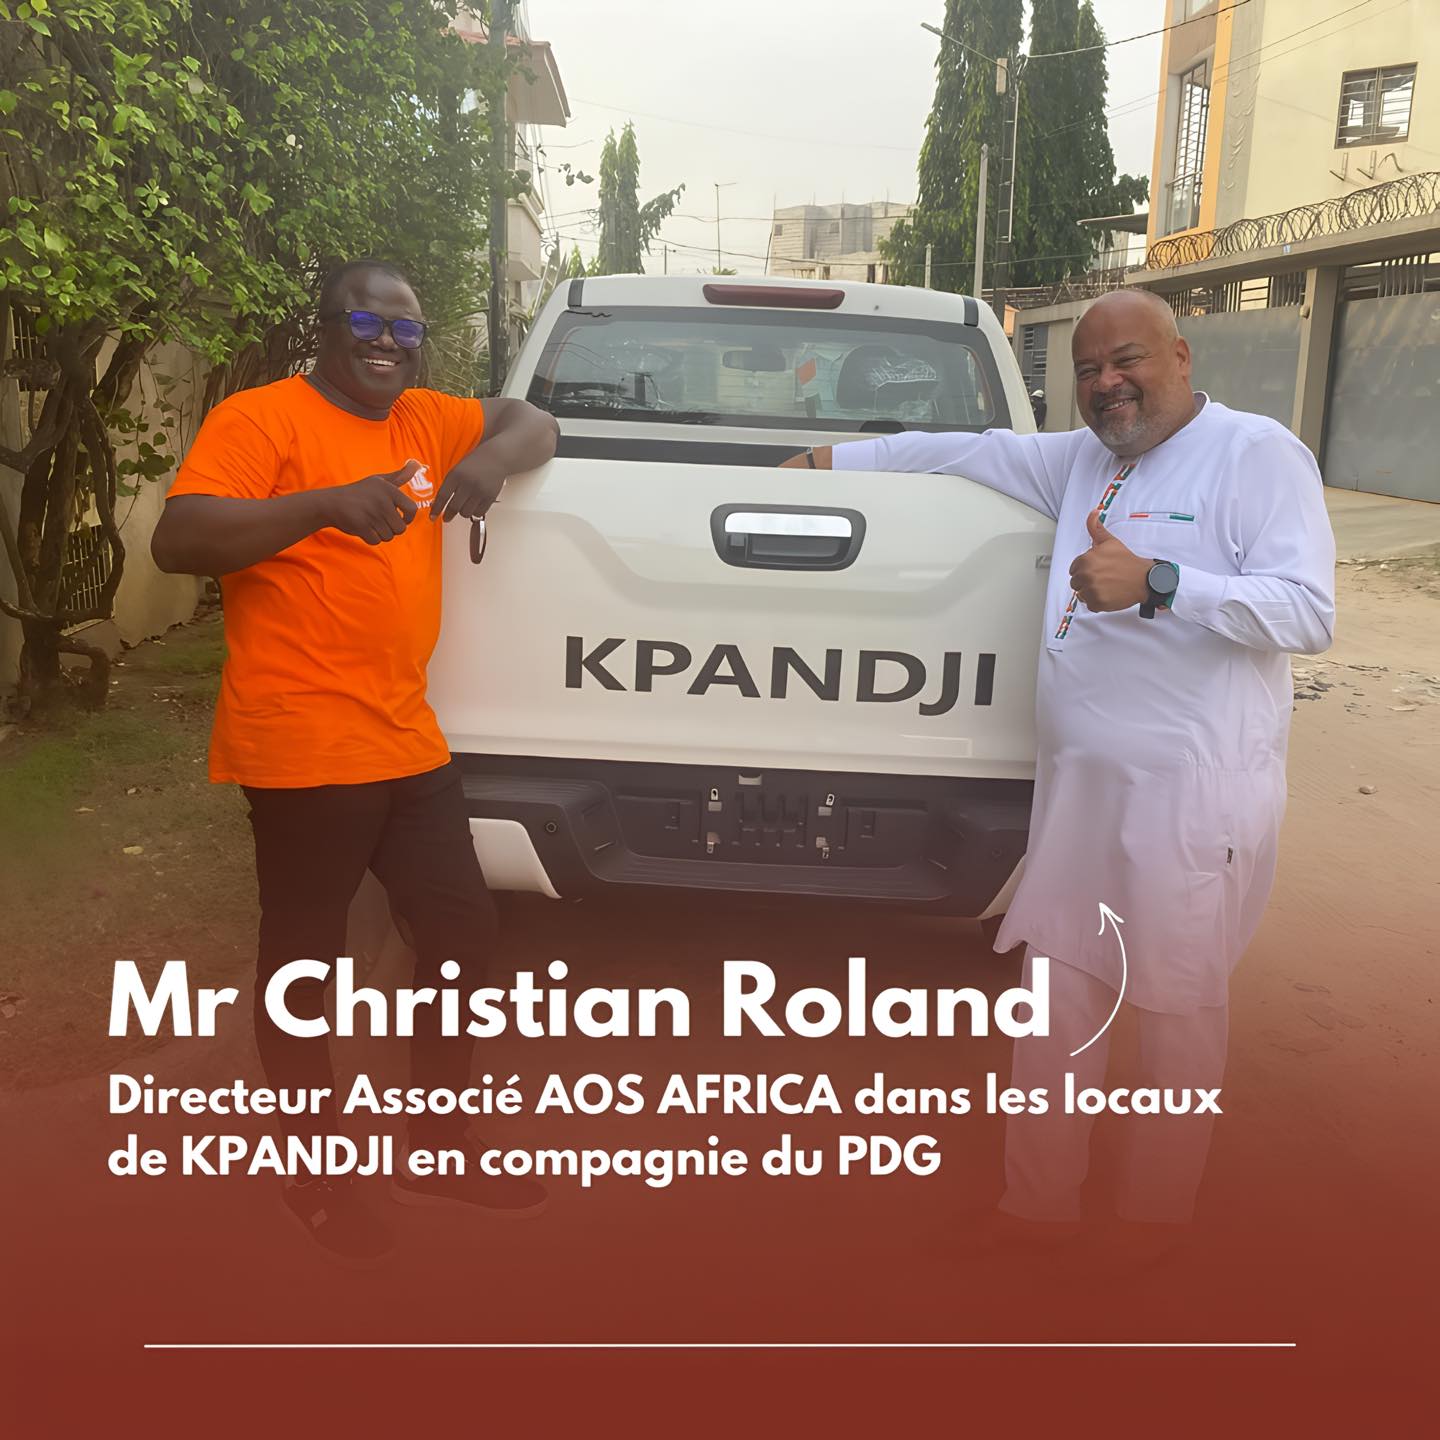 KPANDJI
Mr Christian Roland
Directeur Associé AOS AFRICA dans les locaux
de KPANDJI en compagnie du PDG